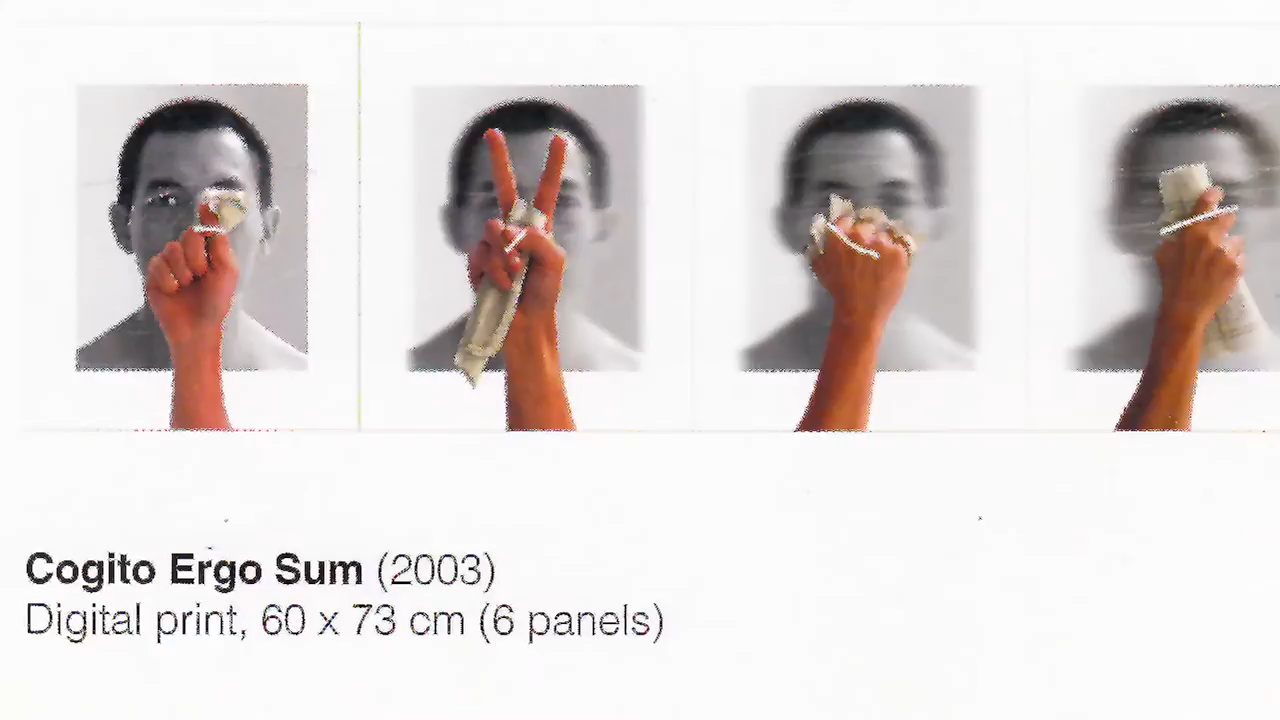 Cogito Ergo Sum (2003)
Digital print, 60 x 73 cm (6 panels)